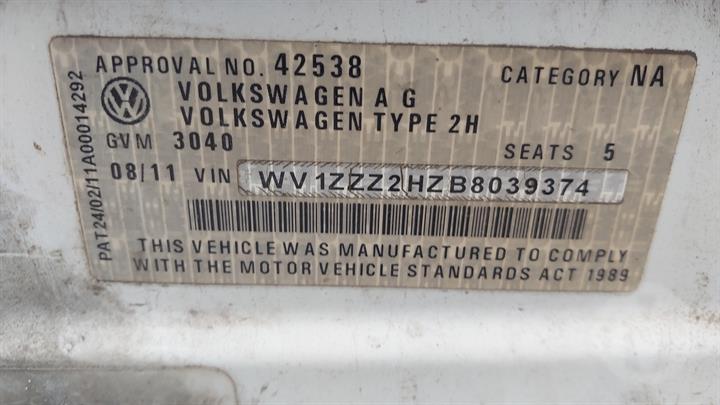 APPROVAL NO. 42538 CATEGORY NA
VOLKSWAGEN A G
VOLKSWAGEN TYPE 2H
GVM 3040 SEATS 5
08/11 VIN WV1ZZZ2HZB8039374
THIS VEHICLE WAS MANUFACTURED TO COMPLY
WITH THE MOTOR VEHICLE STANDARDS ACT 1989
PAT24/02/11A00014292